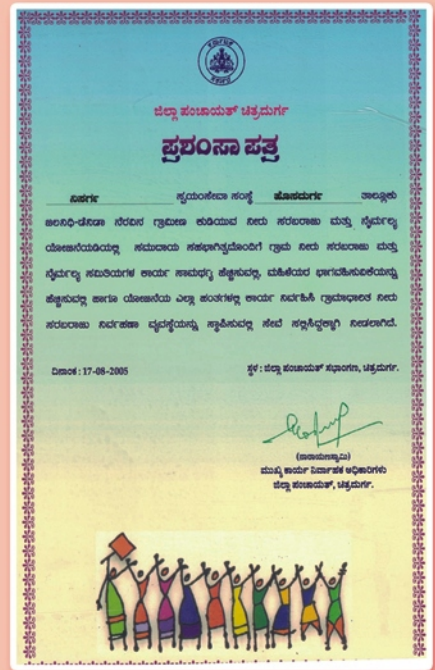 ಜಿಲ್ಲಾ ಪಂಚಾಯತ್ ಚಿತ್ರದುರ್ಗ
ಪ್ರಶಂಸಾ ಪತ್ರ
ನಿಸರ್ಗ ಸ್ವಯಂಸೇವಾ ಸಂಸ್ಥೆ ಹೊಸದುರ್ಗ ತಾಲ್ಲೂಕು
ಜಲನಿಧಿ-ಡೆನಿಡಾ ನೆರವಿನ ಗ್ರಾಮೀಣ ಕುಡಿಯುವ ನೀರು ಸರಬರಾಜು ಮತ್ತು ನೈರ್ಮಲ್ಯ
ಯೋಜನೆಯಡಿಯಲ್ಲಿ ಸಮುದಾಯ ಸಹಭಾಗಿತ್ವದೊಂದಿಗೆ ಗ್ರಾಮ ನೀರು ಸರಬರಾಜು ಮತ್ತು
ನೈರ್ಮಲ್ಯ ಸಮಿತಿಯಗಳ ಕಾರ್ಯ ಸಾಮರ್ಥ್ಯ ಹೆಚ್ಚಿಸುವಲ್ಲಿ, ಮಹಿಳೆಯರ ಭಾಗವಹಿಸುವಿಕೆಯನ್ನು
ಹೆಚ್ಚಿಸುವಲ್ಲಿ ಹಾಗೂ ಯೋಜನೆಯ ಎಲ್ಲಾ ಹಂತಗಳಲ್ಲಿ ಕಾರ್ಯ ನಿರ್ವಹಿಸಿ ಗ್ರಾಮಾಧಾರಿತ ನೀರು
ಸರಬರಾಜು ನಿರ್ವಹಣಾ ವ್ಯವಸ್ಥೆಯನ್ನು ಸ್ಥಾಪಿಸುವಲ್ಲಿ ಸೇವೆ ಸಲ್ಲಿಸಿದ್ದಕ್ಕಾಗಿ ನೀಡಲಾಗಿದೆ.
ದಿನಾಂಕ : 17-08-2005 ಸ್ಥಳ : ಜಿಲ್ಲಾ ಪಂಚಾಯತ್ ಸಭಾಂಗಣ, ಚಿತ್ರದುರ್ಗ.
(ನಾರಾಯಣಸ್ವಾಮಿ)
ಮುಖ್ಯ ಕಾರ್ಯ ನಿರ್ವಾಹಕ ಅಧಿಕಾರಿಗಳು
ಜಿಲ್ಲಾ ಪಂಚಾಯತ್, ಚಿತ್ರದುರ್ಗ.